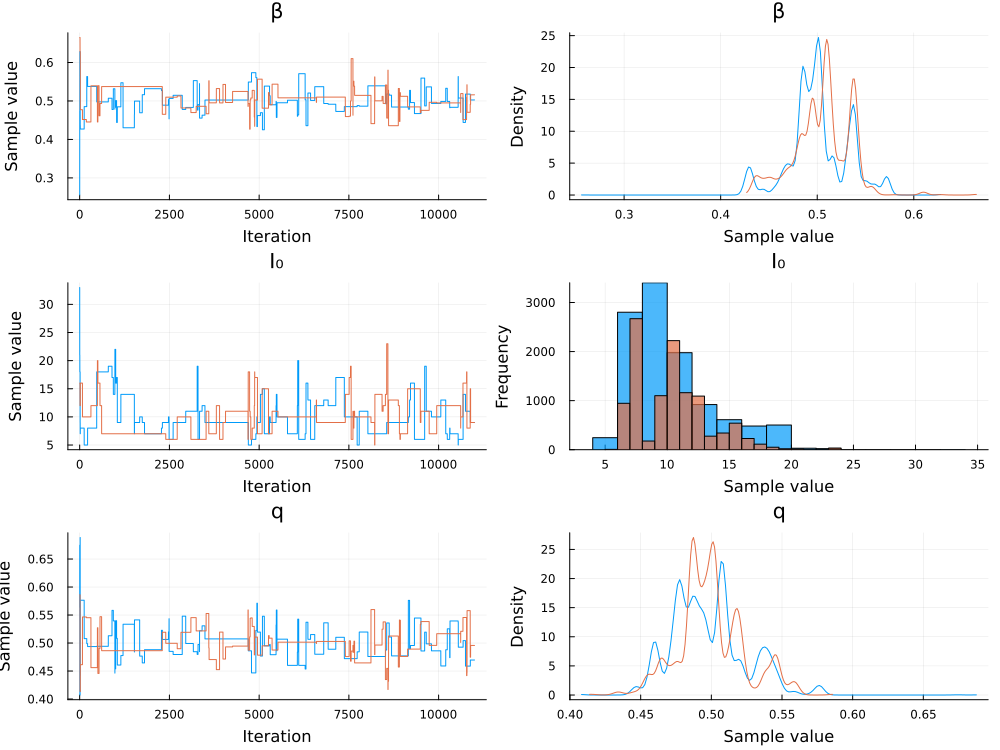 β
β
Sample value
0.6
0.5
0.4
0.3
0 2500 5000 7500 10000
Iteration
Density
25
20
15
10
5
0
0.3 0.4 0.5 0.6
Sample value
I₀
I₀
Sample value
30
25
20
15
10
5
0 2500 5000 7500 10000
Iteration
Frequency
3000
2000
1000
0
5 10 15 20 25 30 35
Sample value
q
q
Sample value
0.65
0.60
0.55
0.50
0.45
0.40
0 2500 5000 7500 10000
Iteration
Density
25
20
15
10
5
0
0.40 0.45 0.50 0.55 0.60 0.65
Sample value